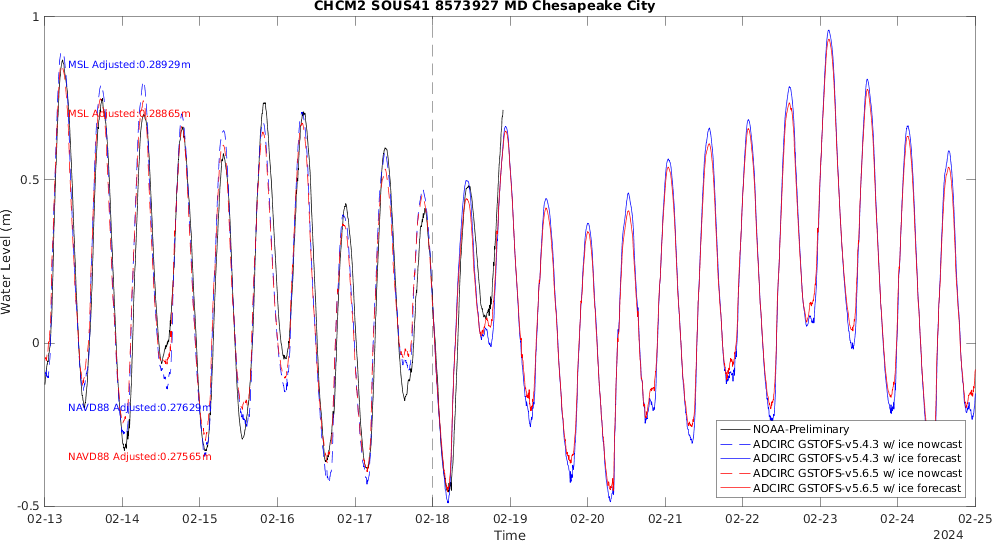 CHCM2 SOUS41 8573927 MD Chesapeake City
1
0.5
0
-0.5
Water Level (m)
MSL Adjusted:0.28929m
MSL Adjusted:0.28865m
NAVD88 Adjusted:0.27629m
NAVD88 Adjusted:0.27565m
NOAA-Preliminary
ADCIRC GSTOFS-v5.4.3 w/ ice nowcast
ADCIRC GSTOFS-v5.4.3 w/ ice forecast
ADCIRC GSTOFS-v5.6.5 w/ ice nowcast
ADCIRC GSTOFS-v5.6.5 w/ ice forecast
02-13 02-14 02-15 02-16 02-17 02-18 02-19 02-20 02-21 02-22 02-23 02-24 02-25
Time
2024